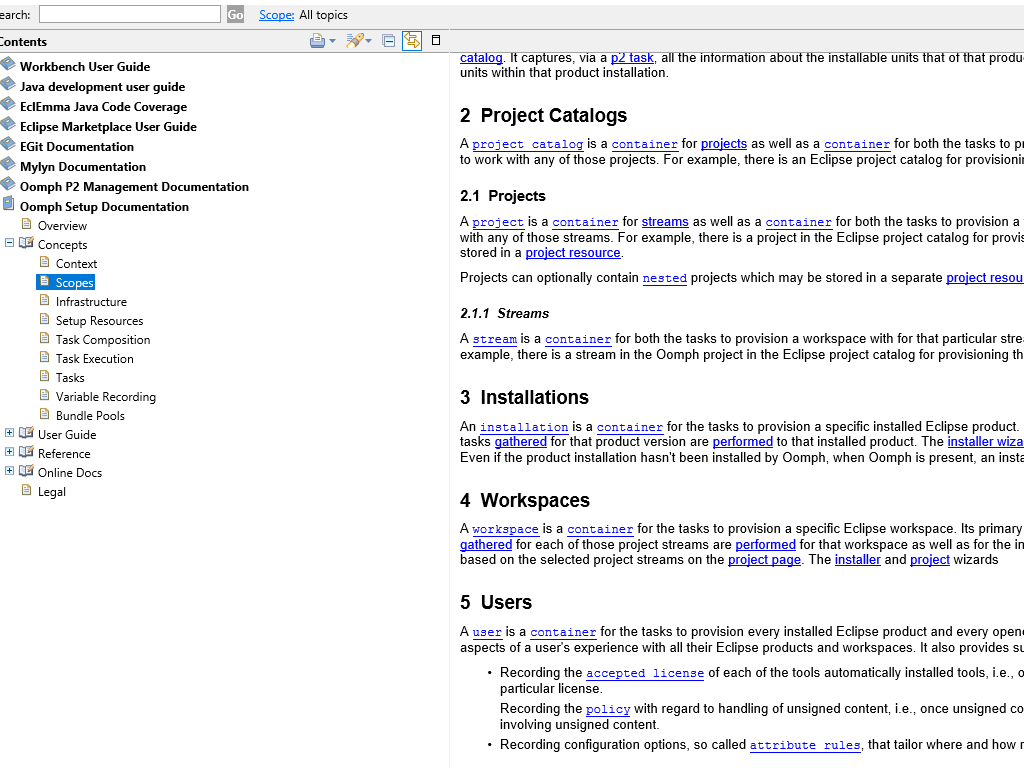 earch:
Go
Scope: All topics
Contents
Workbench User Guide
Java development user guide
EclEmma Java Code Coverage
Eclipse Marketplace User Guide
EGit Documentation
Mylyn Documentation
Oomph P2 Management Documentation
Oomph Setup Documentation
Overview
Concepts
Context
Scopes
Infrastructure
Setup Resources
Task Composition
Task Execution
Tasks
Variable Recording
Bundle Pools
User Guide
Reference
Online Docs
Legal
catalog. It captures, via a p2 task, all the information about the installable units that of that produ
units within that product installation.
2 Project Catalogs
A project catalog is a container for projects as well as a container for both the tasks to pr
to work with any of those projects. For example, there is an Eclipse project catalog for provisionin
2.1 Projects
A project is a container for streams as well as a container for both the tasks to provision a
with any of those streams. For example, there is a project in the Eclipse project catalog for provis
stored in a project resource.
Projects can optionally contain nested projects which may be stored in a separate project resou
2.1.1 Streams
A stream is a container for both the tasks to provision a workspace with for that particular strea
example, there is a stream in the Oomph project in the Eclipse project catalog for provisioning th
3 Installations
An installation is a container for the tasks to provision a specific installed Eclipse product.
tasks gathered for that product version are performed to that installed product. The installer wiza
Even if the product installation hasn't been installed by Oomph, when Oomph is present, an insta
4 Workspaces
A workspace is a container for the tasks to provision a specific Eclipse workspace. Its primary
gathered for each of those project streams are performed for that workspace as well as for the in
based on the selected project streams on the project page. The installer and project wizards
5 Users
A user is a container for the tasks to provision every installed Eclipse product and every opene
aspects of a user's experience with all their Eclipse products and workspaces. It also provides su
• Recording the accepted license of each of the tools automatically installed tools, i.e., o
particular license.
Recording the policy with regard to handling of unsigned content, i.e., once unsigned co
involving unsigned content.
• Recording configuration options, so called attribute rules, that tailor where and how r